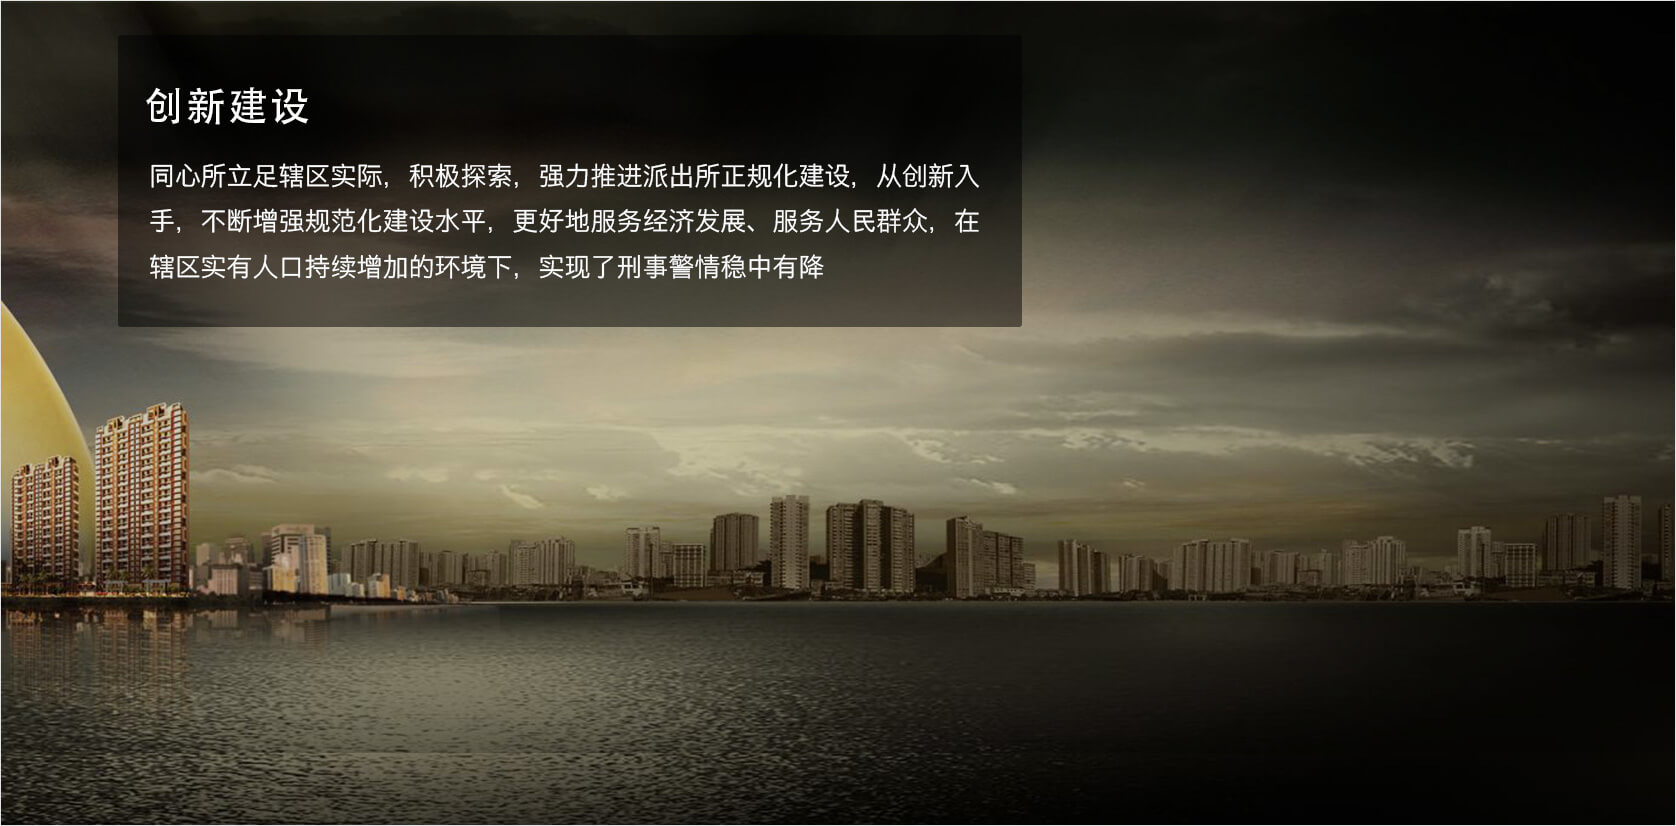 创新建设
同心所立足辖区实际，积极探索，强力推进派出所正规化建设，从创新入
手，不断增强规范化建设水平，更好地服务经济发展、服务人民群众，在
辖区实有人口持续增加的环境下，实现了刑事警情稳中有降